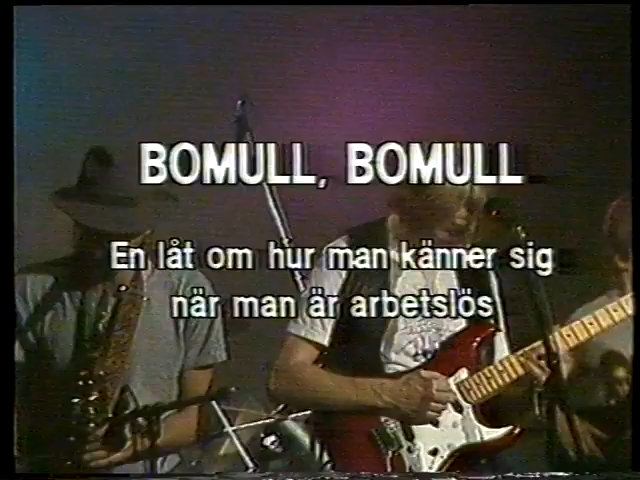 BOMULL, BOMULL
En låt om hur man känner sig
när man är arbetslös